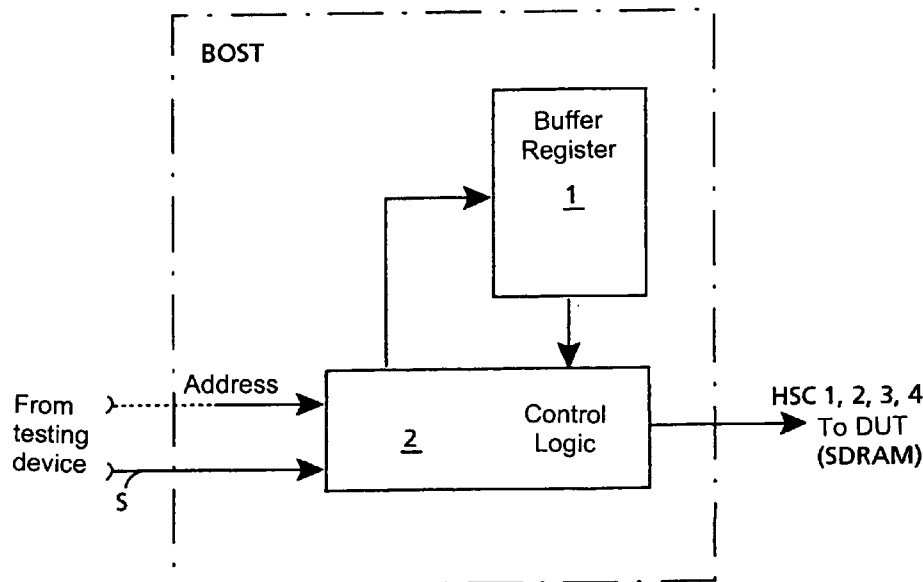 BOST
Buffer
Register
1
Address
From
testing
device
S
2
Control
Logic
HSC 1, 2, 3, 4
To DUT
(SDRAM)